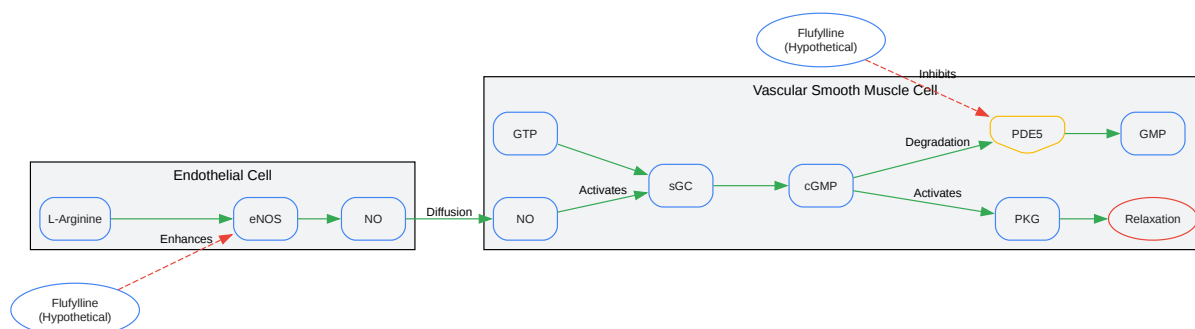 Flufylline
(Hypothetical)
Inhibits
Vascular Smooth Muscle Cell
GTP
PDE5
GMP
Degradation
Endothelial Cell
Activates
sGC
cGMP
Activates
L-Arginine
eNOS
NO
Diffusion
NO
PKG
Relaxation
Enhances
Flufylline
(Hypothetical)